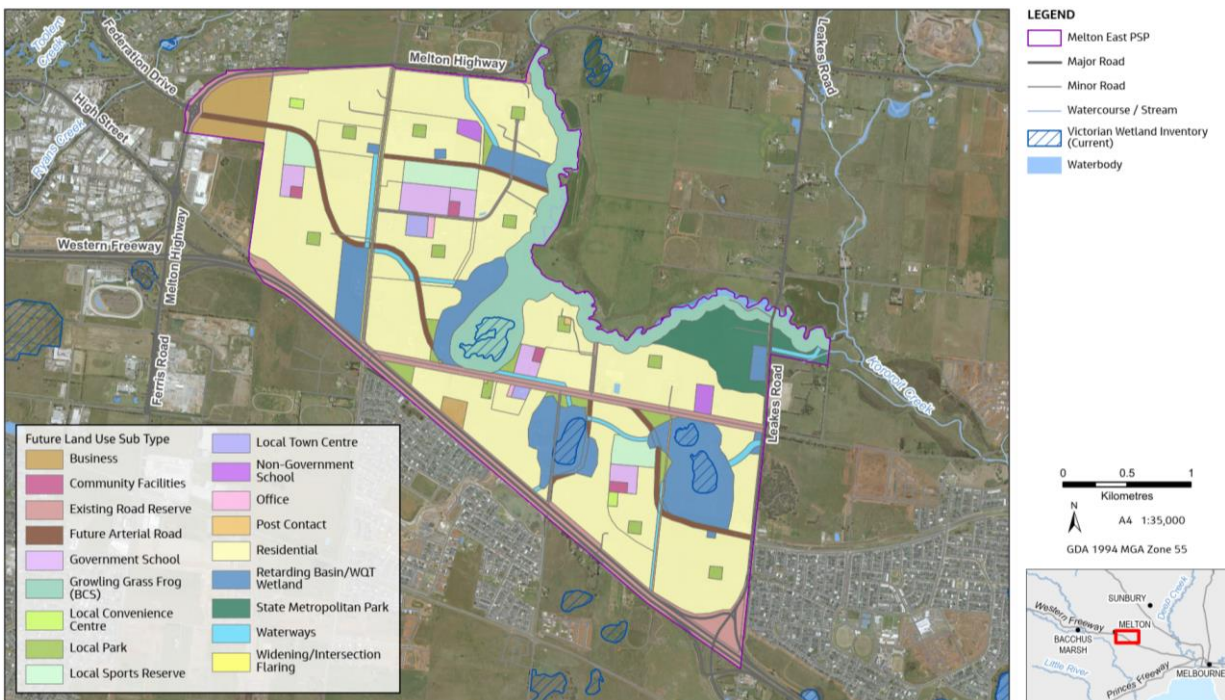 Toolern
Creek
Federation Drive
High Street
Ryans Creek
Melton Highway
Leakes Road
Western Freeway
Melton Highway
Ferris Road
Leakes Road
Kororoit Creek
Future Land Use Sub Type
Business
Community Facilities
Existing Road Reserve
Future Arterial Road
Government School
Growling Grass Frog
(BCS)
Local Convenience
Centre
Local Park
Local Sports Reserve
Local Town Centre
Non-Government
School
Office
Post Contact
Residential
Retarding Basin/WQT
Wetland
State Metropolitan Park
Waterways
Widening/Intersection
Flaring
LEGEND
Melton East PSP
Major Road
Minor Road
Watercourse / Stream
Victorian Wetland Inventory
(Current)
Waterbody
0 0.5 1
Kilometres
N
A4 1:35,000
GDA 1994 MGA Zone 55
SUNBURY
Deep Creek
Western Freeway
MELTON
BACCHUS
MARSH
Little River
Princes Freeway
MELBOURNE